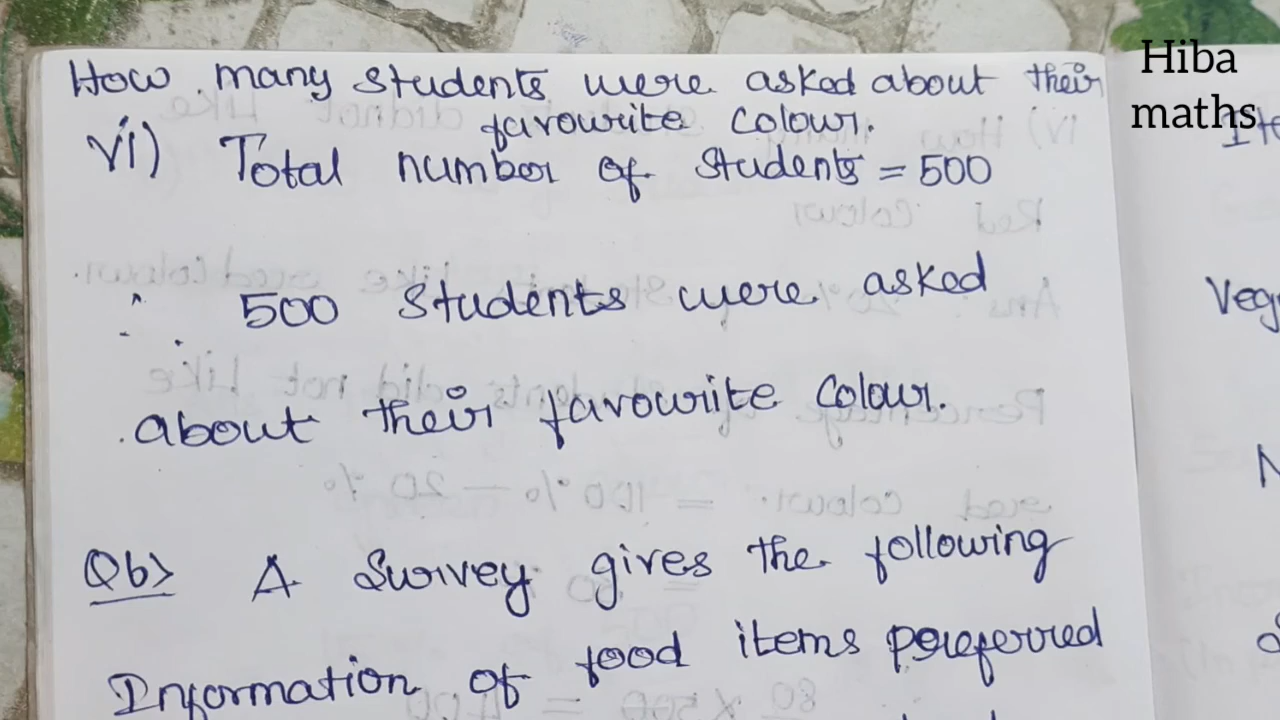 How many students were asked about their
favourite colour.
vi) Total number of students = 500
∴ 500 students were asked
about their favourite colour.
Q6> A Survey gives the following
Information of food items preferred
Hiba
maths